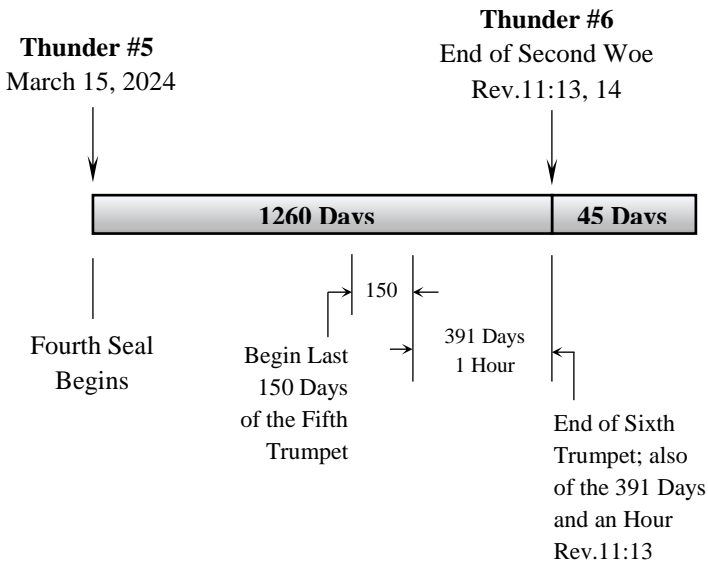 Thunder #5
March 15, 2024
Thunder #6
End of Second Woe
Rev.11:13, 14
1260 Days
45 Days
150
391 Days
1 Hour
Fourth Seal
Begins
Begin Last
150 Days
of the Fifth
Trumpet
End of Sixth
Trumpet; also
of the 391 Days
and an Hour
Rev.11:13